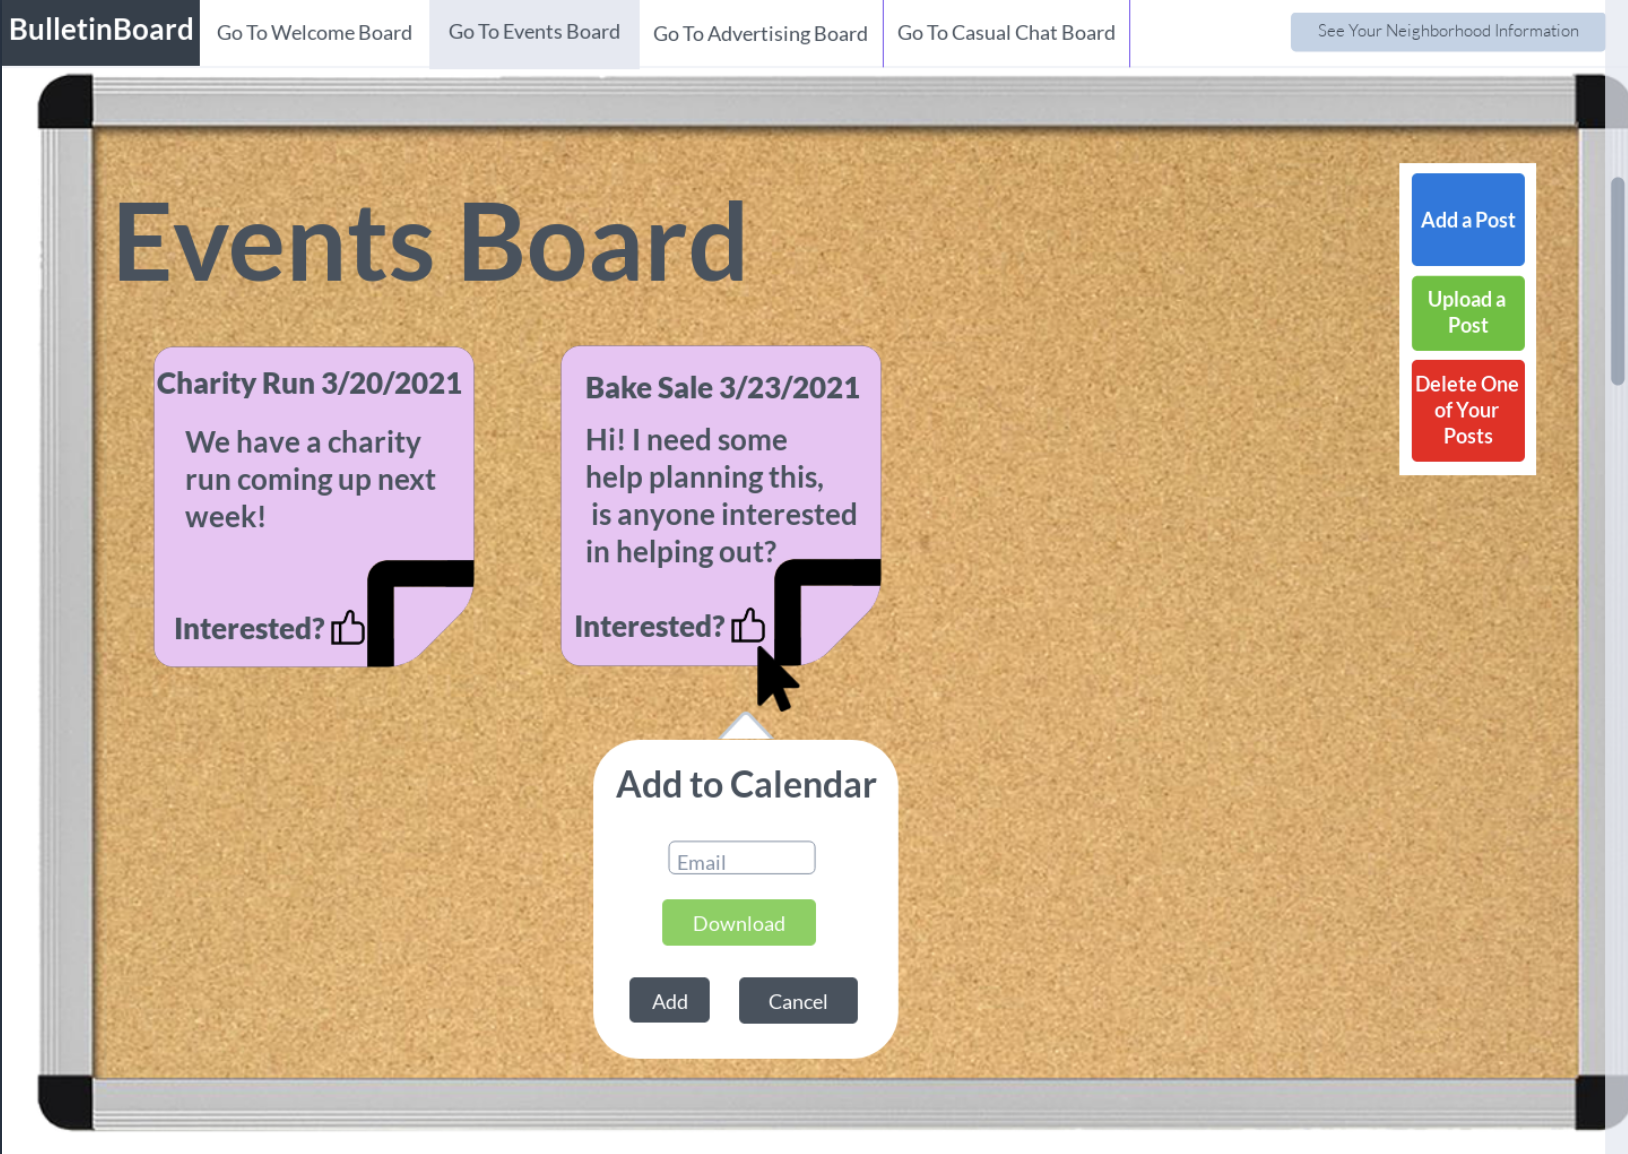 BulletinBoard
Go To Welcome Board
Go To Events Board
Go To Advertising Board
Go To Casual Chat Board
See Your Neighborhood Information
Events Board
Add a Post
Upload a
Post
Delete One
of Your
Posts
Charity Run 3/20/2021
We have a charity
run coming up next
week!
Interested?
Bake Sale 3/23/2021
Hi! I need some
help planning this,
is anyone interested
in helping out?
Interested?
Add to Calendar
Email
Download
Add
Cancel